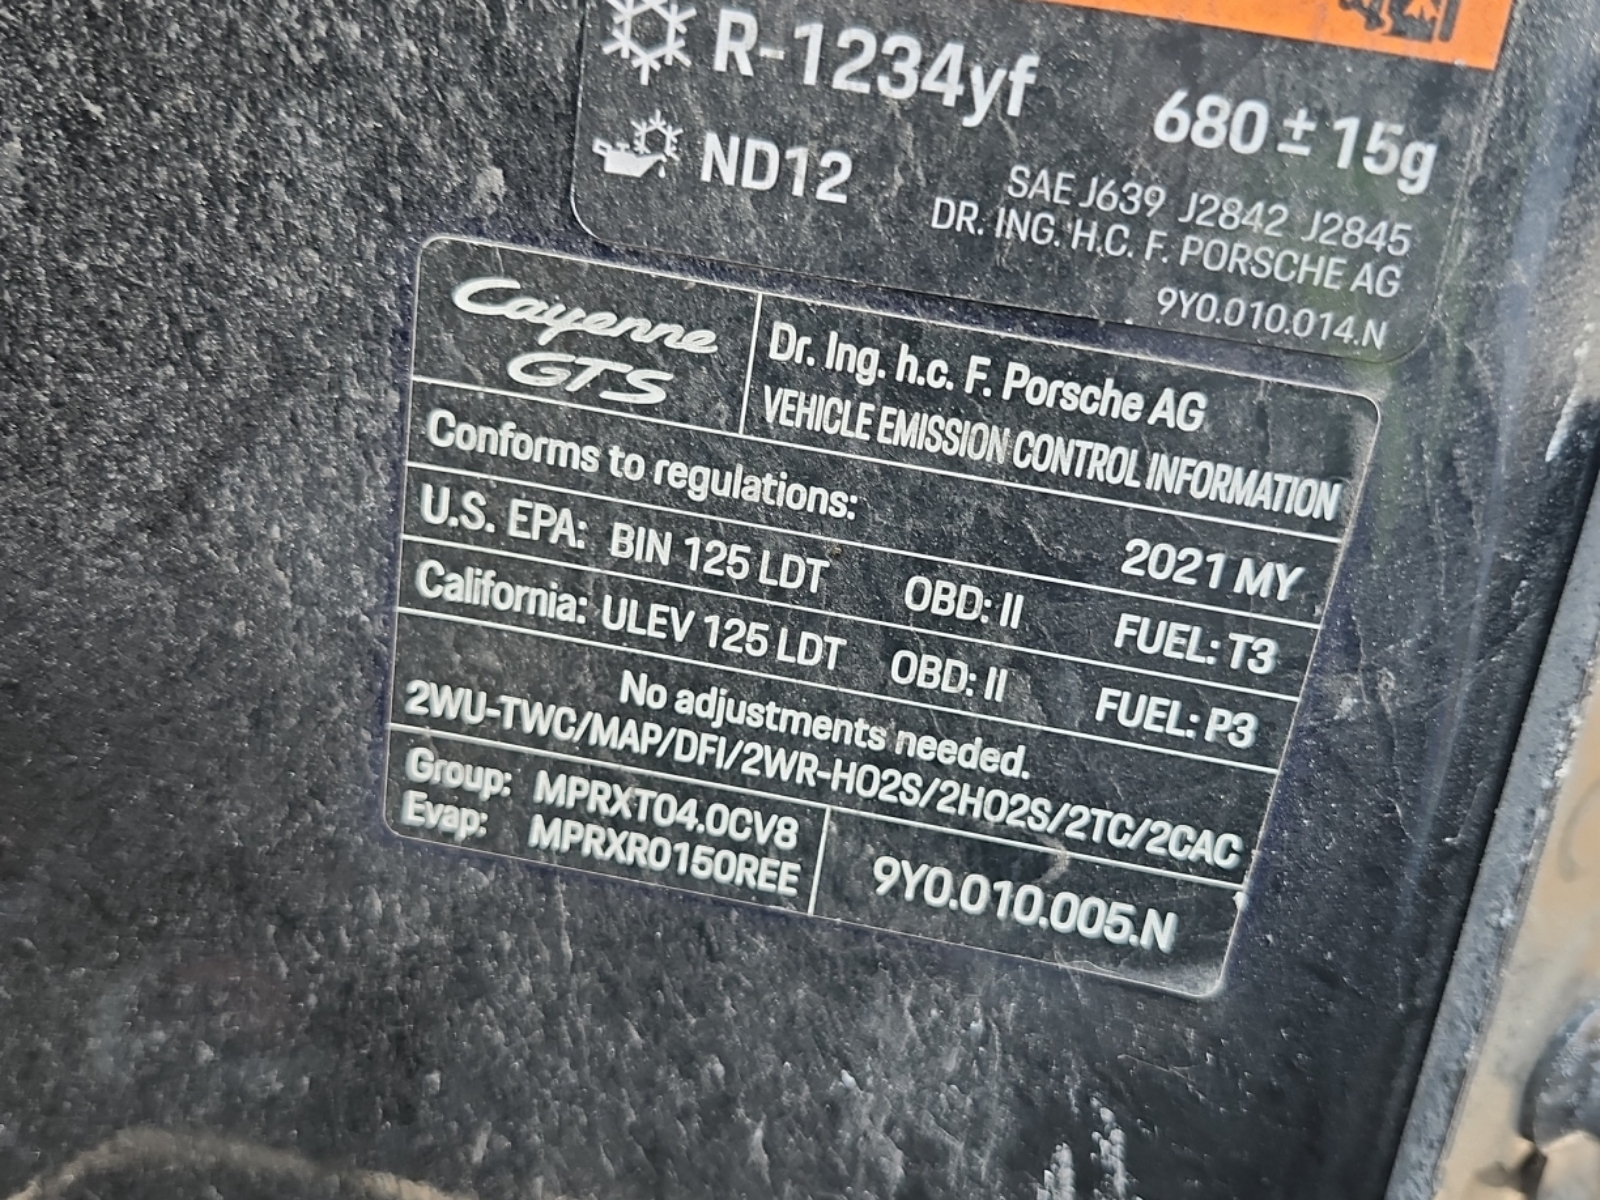 R-1234yf 680 ± 15g
ND12
SAE J639 J2842 J2845
DR. ING. H.C. F. PORSCHE AG
9Y0.010.014.N
Cayenne
GTS
Dr. Ing. h.c. F. Porsche AG
VEHICLE EMISSION CONTROL INFORMATION
Conforms to regulations: 2021 MY
U.S. EPA: BIN 125 LDT OBD: II FUEL: T3
California: ULEV 125 LDT OBD: II FUEL: P3
No adjustments needed.
2WU-TWC/MAP/DFI/2WR-HO2S/2HO2S/2TC/2CAC
Group: MPRXT04.0CV8
Evap: MPRXR0150REE
9Y0.010.005.N